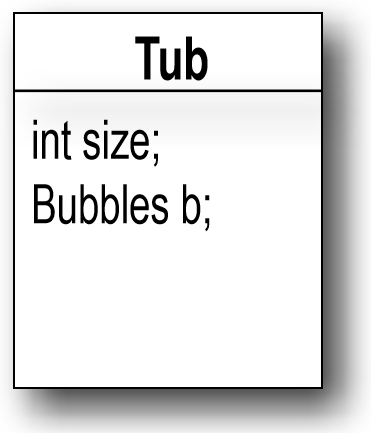 Tub
int size;
Bubbles b;